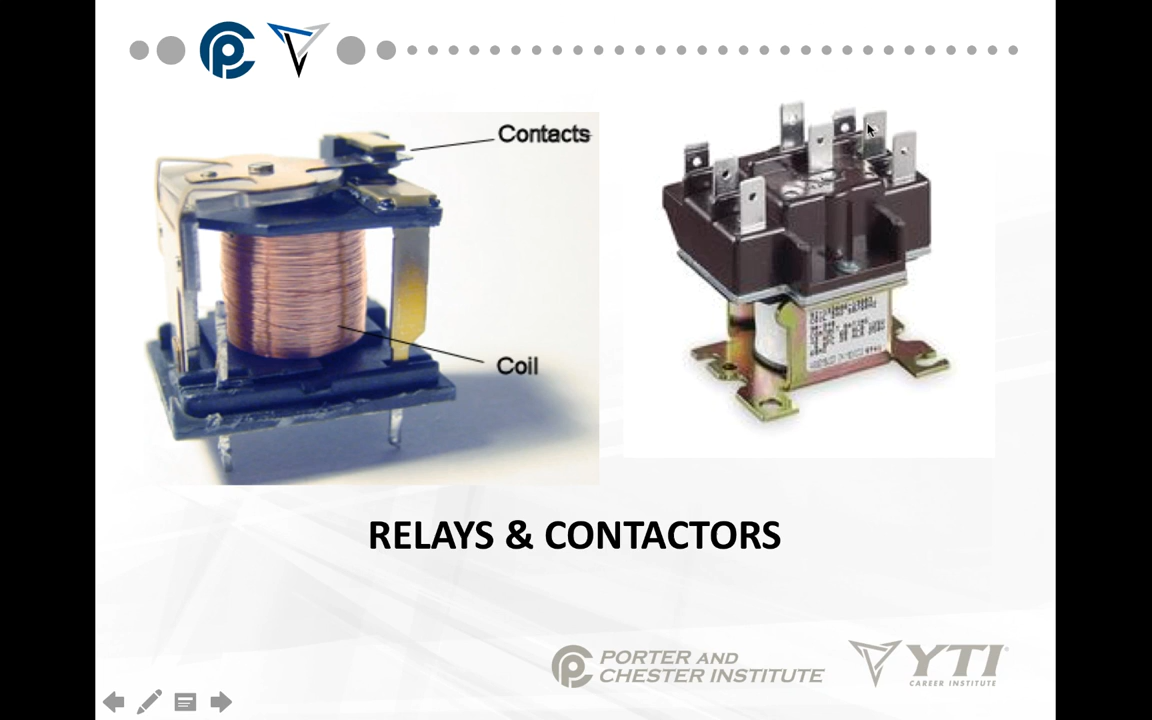 Contacts
Coil
RELAYS & CONTACTORS
PORTER AND
CHESTER INSTITUTE
YTI
CAREER INSTITUTE